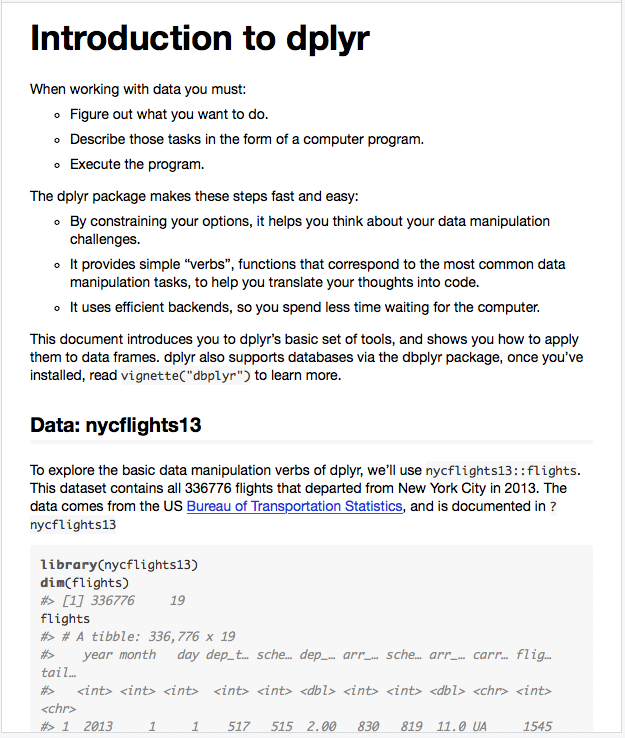 Introduction to dplyr
When working with data you must:
Figure out what you want to do.
Describe those tasks in the form of a computer program.
Execute the program.
The dplyr package makes these steps fast and easy:
By constraining your options, it helps you think about your data manipulation
challenges.
It provides simple “verbs”, functions that correspond to the most common data
manipulation tasks, to help you translate your thoughts into code.
It uses efficient backends, so you spend less time waiting for the computer.
This document introduces you to dplyr’s basic set of tools, and shows you how to apply
them to data frames. dplyr also supports databases via the dbplyr package, once you’ve
installed, read vignette("dbplyr") to learn more.
Data: nycflights13
To explore the basic data manipulation verbs of dplyr, we’ll use nycflights13::flights.
This dataset contains all 336776 flights that departed from New York City in 2013. The
data comes from the US Bureau of Transportation Statistics, and is documented in ?
nycflights13
library(nycflights13)
dim(flights)
#> [1] 336776     19
flights
#> # A tibble: 336,776 x 19
#>    year month   day dep_t… sche… dep_… arr_… sche… arr_… carr… flig…
tail…
#>   <int> <int> <int>  <int> <int> <dbl> <int> <int> <dbl> <chr> <int>
<chr>
#> 1  2013     1     1    517   515  2.00   830   819  11.0 UA     1545